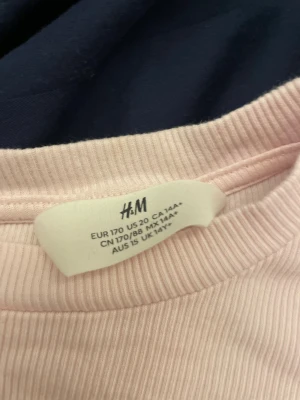 H&M
EUR 170 US 20 CA 14A+
CN 170/88 MX 14A+
AUS 15 UK 14Y+